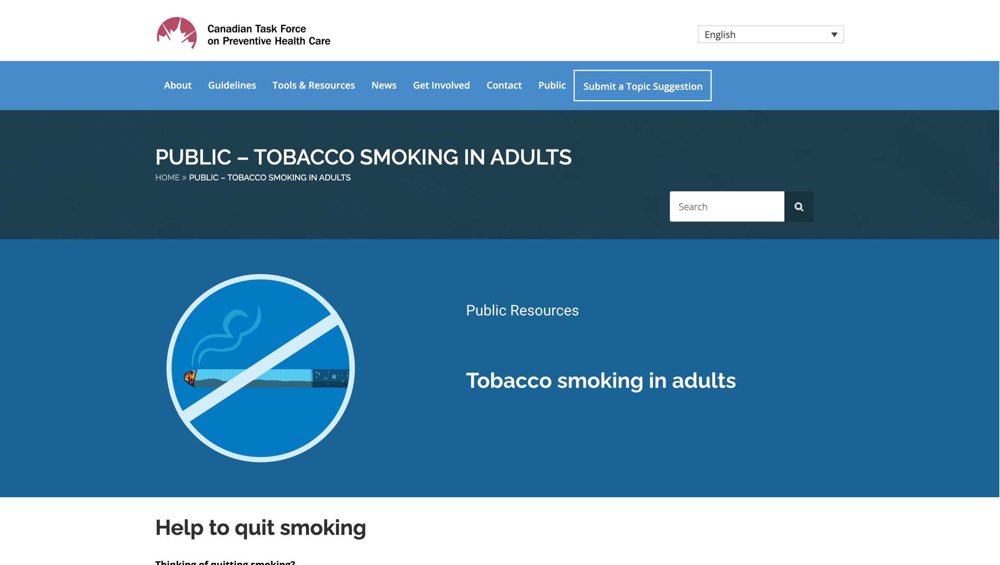 Canadian Task Force
on Preventive Health Care
English
About Guidelines Tools & Resources News Get Involved Contact Public Submit a Topic Suggestion
PUBLIC – TOBACCO SMOKING IN ADULTS
HOME » PUBLIC – TOBACCO SMOKING IN ADULTS
Search
Public Resources
Tobacco smoking in adults
Help to quit smoking
Thinking of quitting smoking?